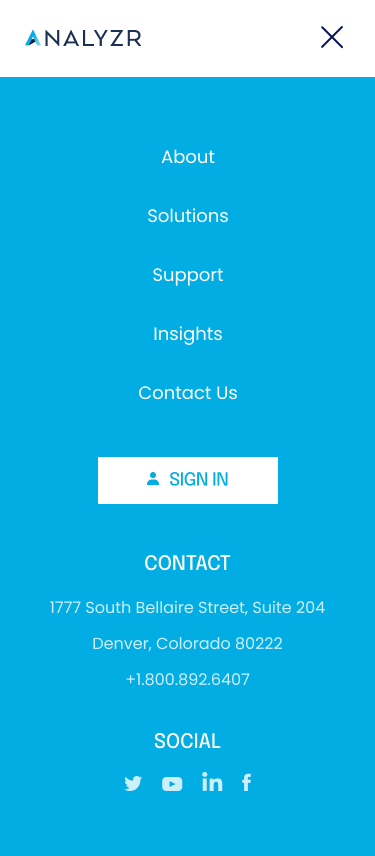 ANALYZR
About
Solutions
Support
Insights
Contact Us
SIGN IN
CONTACT
1777 South Bellaire Street, Suite 204
Denver, Colorado 80222
+1.800.892.6407
SOCIAL